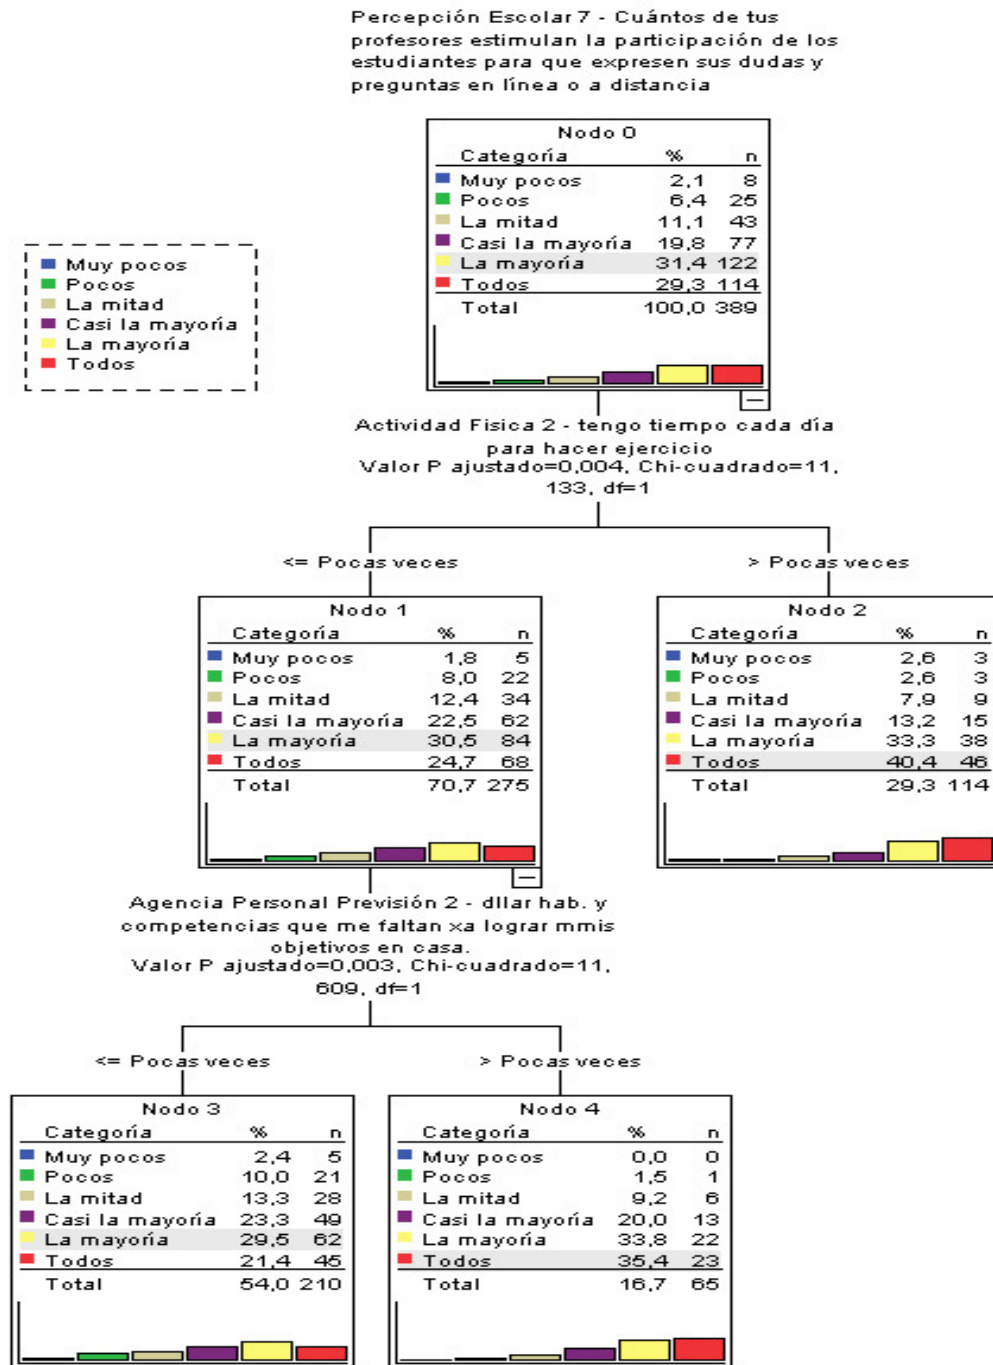 Percepción Escolar 7 - Cuántos de tus
profesores estimulan la participación de los
estudiantes para que expresen sus dudas y
preguntas en línea o a distancia
Muy pocos
Pocos
La mitad
Casi la mayoría
La mayoría
Todos
Nodo 0
Categoría % n
Muy pocos 2,1 8
Pocos 6,4 25
La mitad 11,1 43
Casi la mayoría 19,8 77
La mayoría 31,4 122
Todos 29,3 114
Total 100,0 389
Actividad Fisica 2 - tengo tiempo cada día
para hacer ejercicio
Valor P ajustado=0,004, Chi-cuadrado=11,
133, df=1
<= Pocas veces
> Pocas veces
Nodo 1
Categoría % n
Muy pocos 1,8 5
Pocos 8,0 22
La mitad 12,4 34
Casi la mayoría 22,5 62
La mayoría 30,5 84
Todos 24,7 68
Total 70,7 275
Nodo 2
Categoría % n
Muy pocos 2,6 3
Pocos 2,6 3
La mitad 7,9 9
Casi la mayoría 13,2 15
La mayoría 33,3 38
Todos 40,4 46
Total 29,3 114
Agencia Personal Previsión 2 - dllar hab. y
competencias que me faltan xa lograr mmis
objetivos en casa.
Valor P ajustado=0,003, Chi-cuadrado=11,
609, df=1
<= Pocas veces
> Pocas veces
Nodo 3
Categoría % n
Muy pocos 2,4 5
Pocos 10,0 21
La mitad 13,3 28
Casi la mayoría 23,3 49
La mayoría 29,5 62
Todos 21,4 45
Total 54,0 210
Nodo 4
Categoría % n
Muy pocos 0,0 0
Pocos 1,5 1
La mitad 9,2 6
Casi la mayoría 20,0 13
La mayoría 33,8 22
Todos 35,4 23
Total 16,7 65